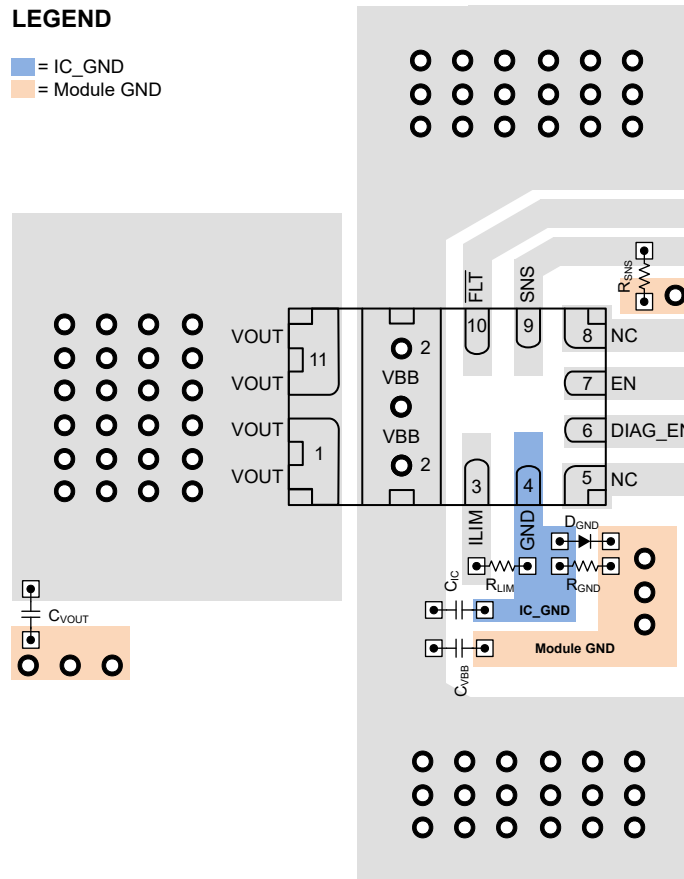 LEGEND
= IC_GND
= Module GND
FLT
SNS
RSNS
VOUT
VOUT
VOUT
VOUT
11
1
2
VBB
VBB
2
10
9
8
NC
7
EN
6
DIAG_EN
5
NC
3
4
ILIM
GND
DGND
RLIM
RGND
CIC
IC_GND
CVBB
Module GND
CVOUT